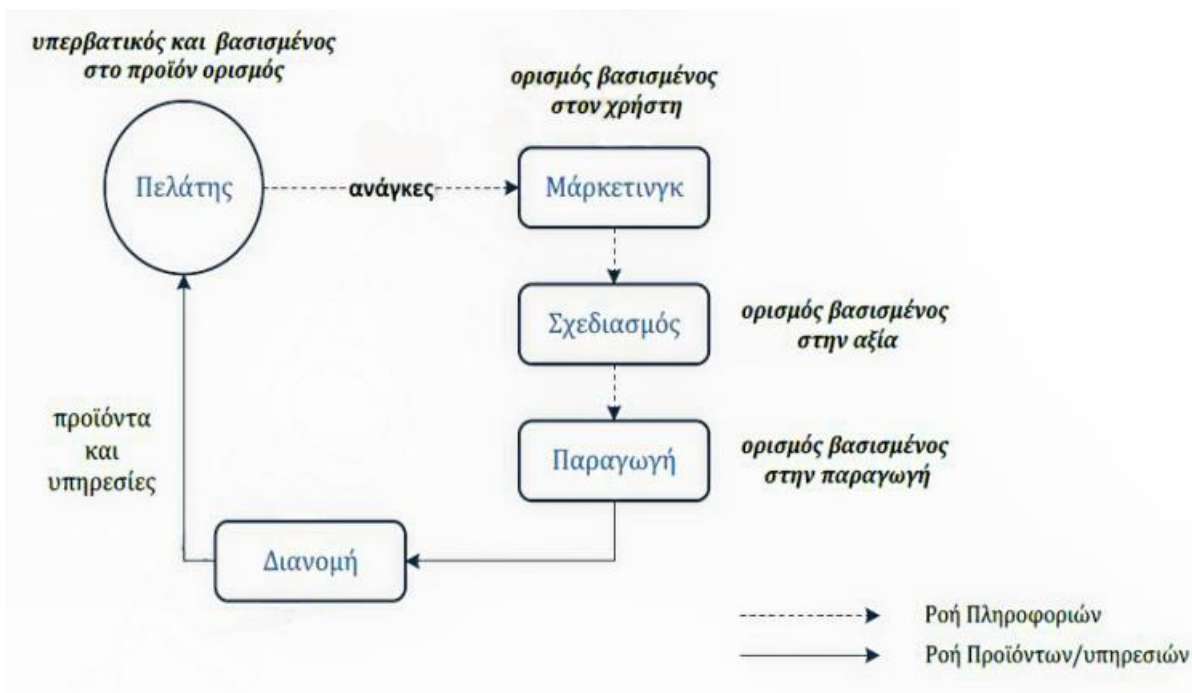 υπερβατικός και βασισμένος
στο προϊόν ορισμός
ορισμός βασισμένος
στον χρήστη
Πελάτης
ανάγκες
Μάρκετινγκ
Σχεδιασμός
ορισμός βασισμένος
στην αξία
Παραγωγή
ορισμός βασισμένος
στην παραγωγή
προϊόντα
και
υπηρεσίες
Διανομή
Ροή Πληροφοριών
Ροή Προϊόντων/υπηρεσιών